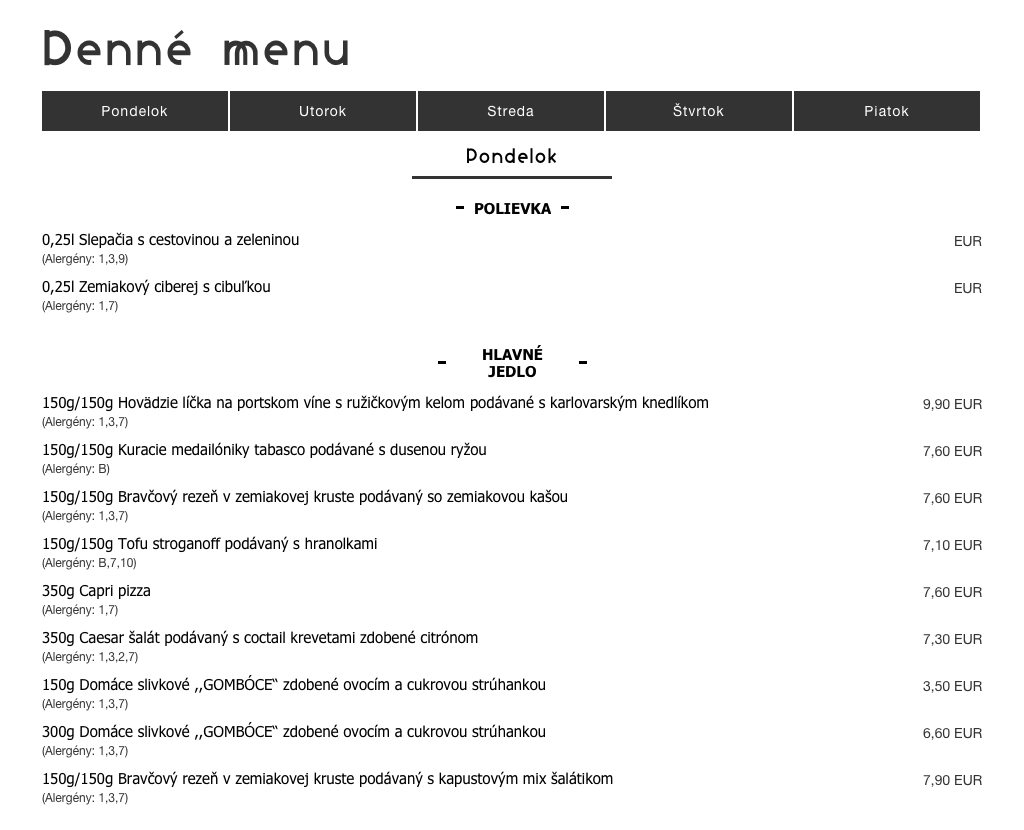 Denné menu
Pondelok Utorok Streda Štvrtok Piatok
Pondelok
- POLIEVKA -
0,25l Slepačia s cestovinou a zeleninou EUR
(Alergény: 1,3,9)
0,25l Zemiakový ciberej s cibuľkou EUR
(Alergény: 1,7)
- HLAVNÉ
JEDLO -
150g/150g Hovädzie líčka na portskom víne s ružičkovým kelom podávané s karlovarským knedlíkom 9,90 EUR
(Alergény: 1,3,7)
150g/150g Kuracie medailóniky tabasco podávané s dusenou ryžou 7,60 EUR
(Alergény: B)
150g/150g Bravčový rezeň v zemiakovej kruste podávaný so zemiakovou kašou 7,60 EUR
(Alergény: 1,3,7)
150g/150g Tofu stroganoff podávaný s hranolkami 7,10 EUR
(Alergény: B,7,10)
350g Capri pizza 7,60 EUR
(Alergény: 1,7)
350g Caesar šalát podávaný s coctail krevetami zdobené citrónom 7,30 EUR
(Alergény: 1,3,2,7)
150g Domáce slivkové ,,GOMBÓCE“ zdobené ovocím a cukrovou strúhankou 3,50 EUR
(Alergény: 1,3,7)
300g Domáce slivkové ,,GOMBÓCE“ zdobené ovocím a cukrovou strúhankou 6,60 EUR
(Alergény: 1,3,7)
150g/150g Bravčový rezeň v zemiakovej kruste podávaný s kapustovým mix šalátikom 7,90 EUR
(Alergény: 1,3,7)